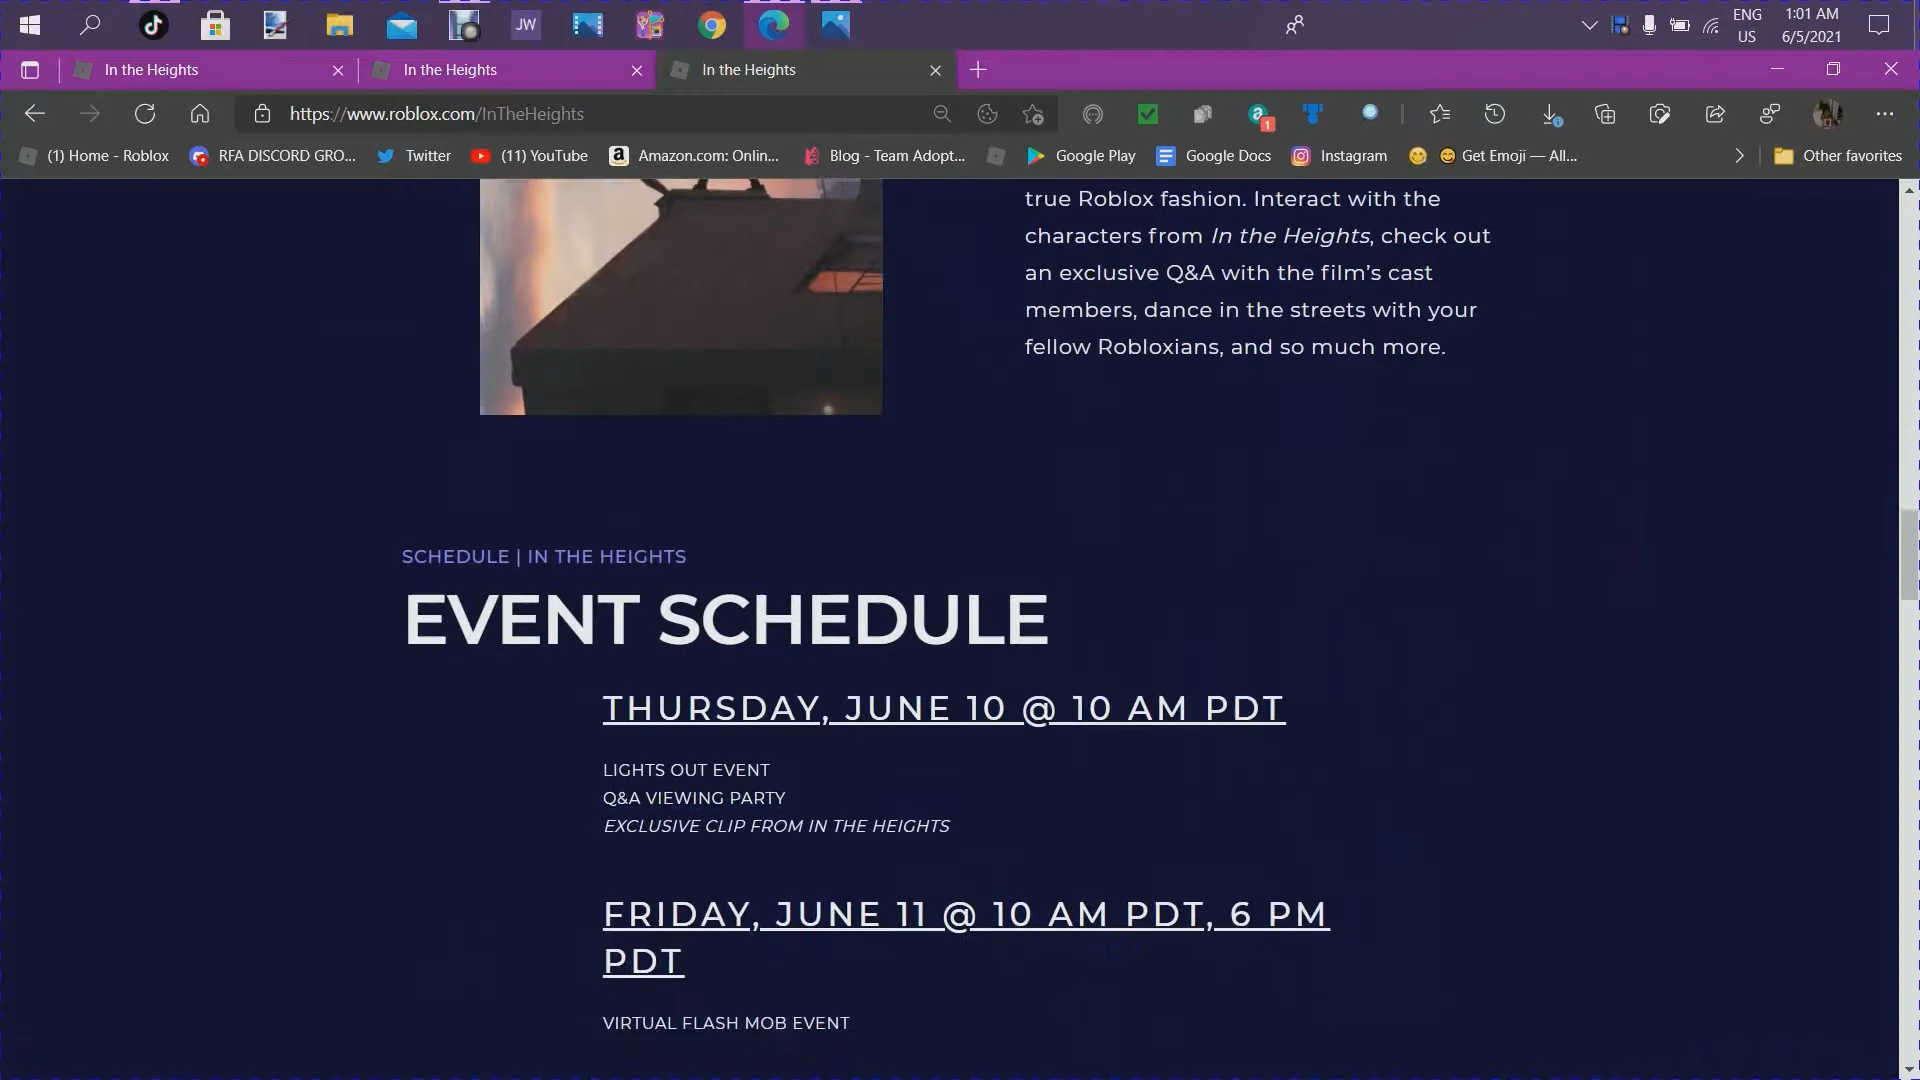 JW
ENG
US
1:01 AM
6/5/2021
In the Heights
In the Heights
In the Heights
https://www.roblox.com/InTheHeights
1
(1) Home - Roblox
RFA DISCORD GRO...
Twitter
(11) YouTube
Amazon.com: Onlin...
Blog - Team Adopt...
Google Play
Google Docs
Instagram
Get Emoji — All...
Other favorites
true Roblox fashion. Interact with the
characters from In the Heights, check out
an exclusive Q&A with the film's cast
members, dance in the streets with your
fellow Robloxians, and so much more.
SCHEDULE | IN THE HEIGHTS
EVENT SCHEDULE
THURSDAY, JUNE 10 @ 10 AM PDT
LIGHTS OUT EVENT
Q&A VIEWING PARTY
EXCLUSIVE CLIP FROM IN THE HEIGHTS
FRIDAY, JUNE 11 @ 10 AM PDT, 6 PM
PDT
VIRTUAL FLASH MOB EVENT